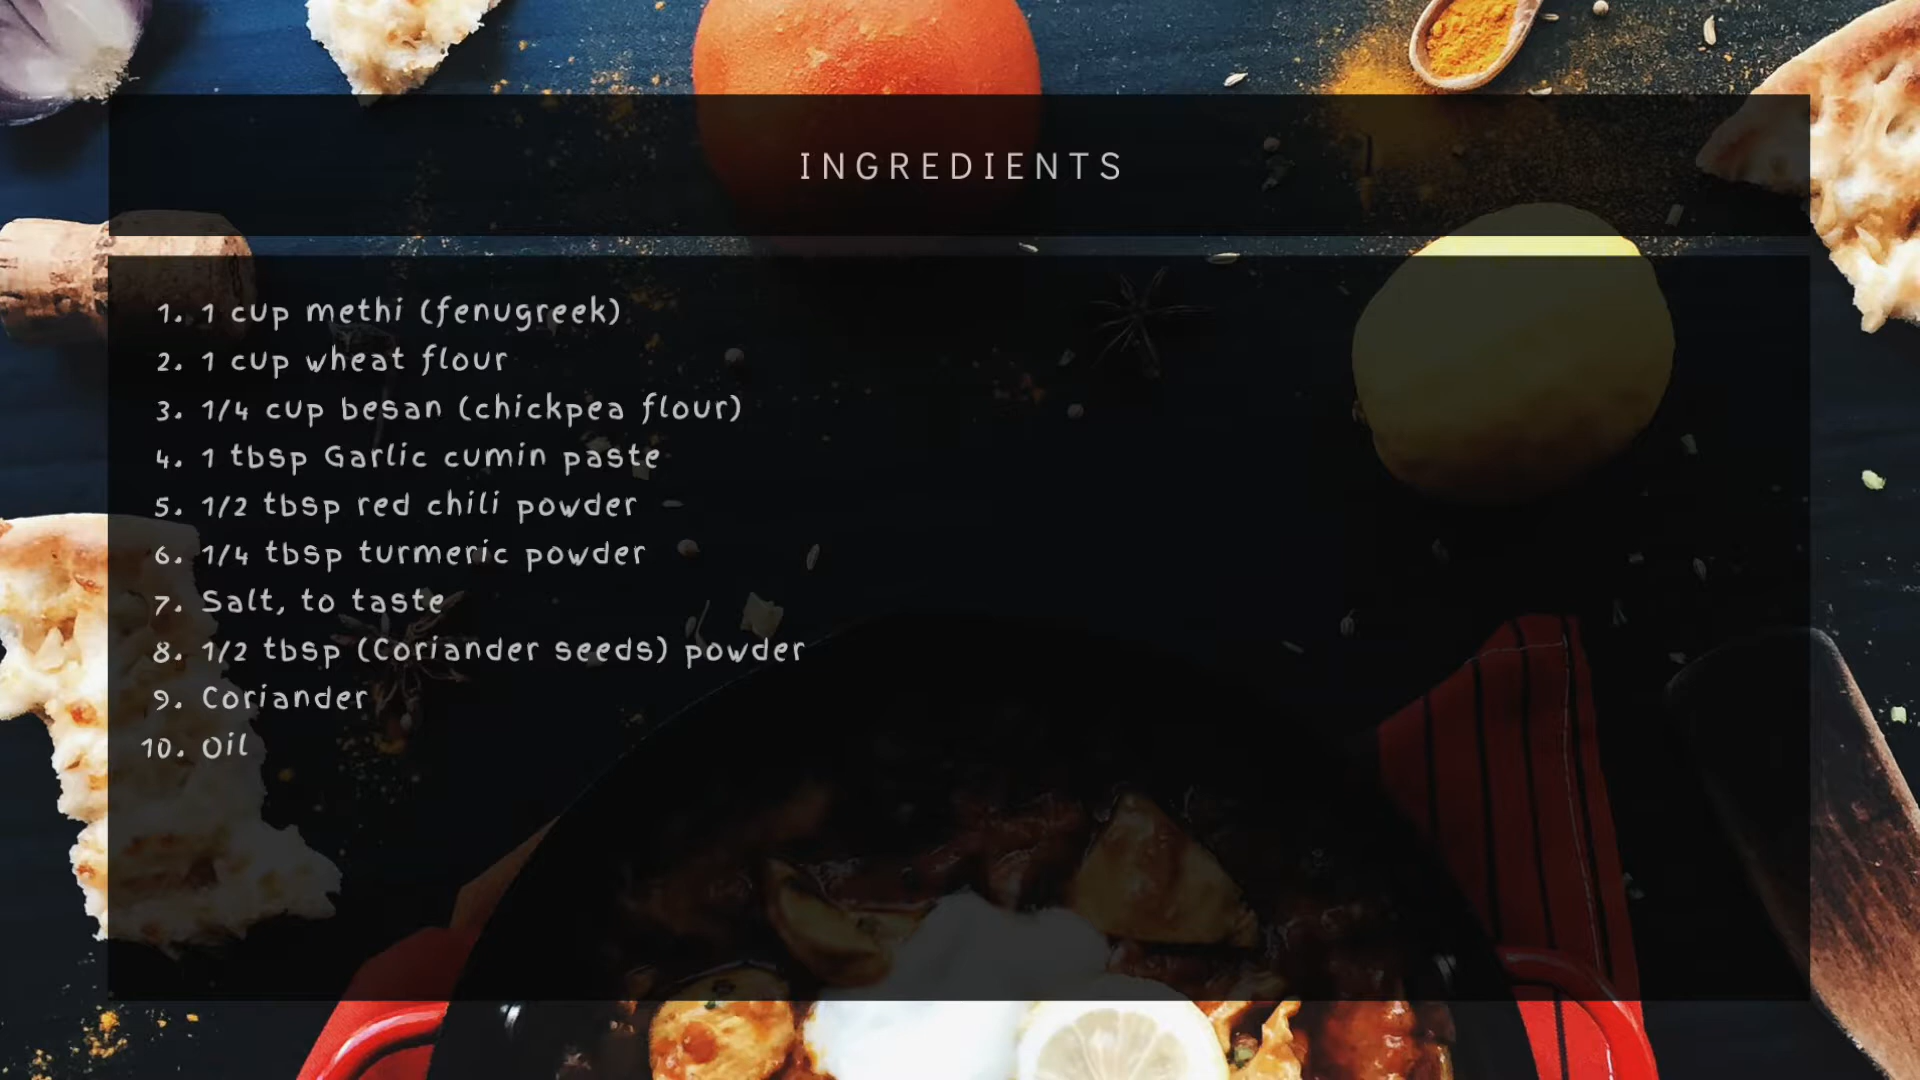 INGREDIENTS
1. 1 cup methi (fenugreek)
2. 1 cup wheat flour
3. 1/4 cup besan (chickpea flour)
4. 1 tbsp Garlic cumin paste
5. 1/2 tbsp red chili powder
6. 1/4 tbsp turmeric powder
7. Salt, to taste
8. 1/2 tbsp (Coriander seeds) powder
9. Coriander
10. Oil